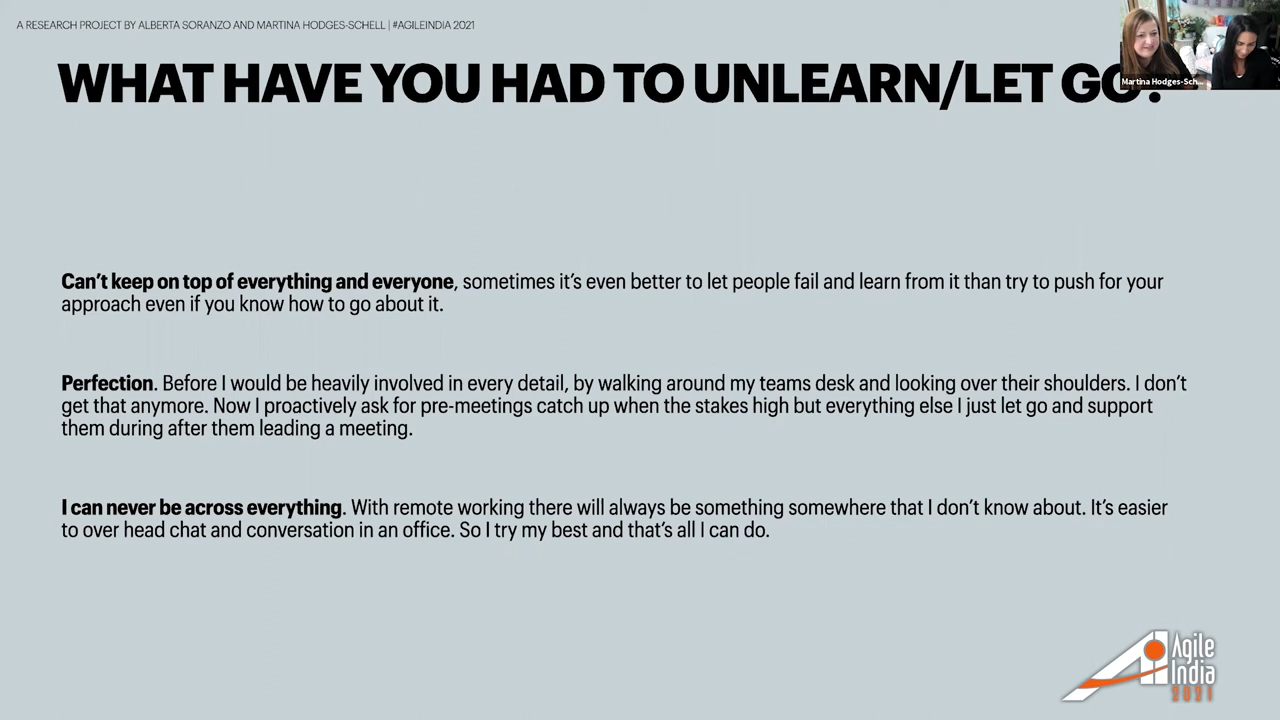 A RESEARCH PROJECT BY ALBERTA SORANZO AND MARTINA HODGES-SCHELL | #AGILEINDIA 2021
WHAT HAVE YOU HAD TO UNLEARN/LET GO?
Martina Hodges-Sch...
Can't keep on top of everything and everyone, sometimes it's even better to let people fail and learn from it than try to push for your
approach even if you know how to go about it.
Perfection. Before I would be heavily involved in every detail, by walking around my teams desk and looking over their shoulders. I don't
get that anymore. Now I proactively ask for pre-meetings catch up when the stakes high but everything else I just let go and support
them during after them leading a meeting.
I can never be across everything. With remote working there will always be something somewhere that I don't know about. It's easier
to over head chat and conversation in an office. So I try my best and that's all I can do.
Agile
India
2021